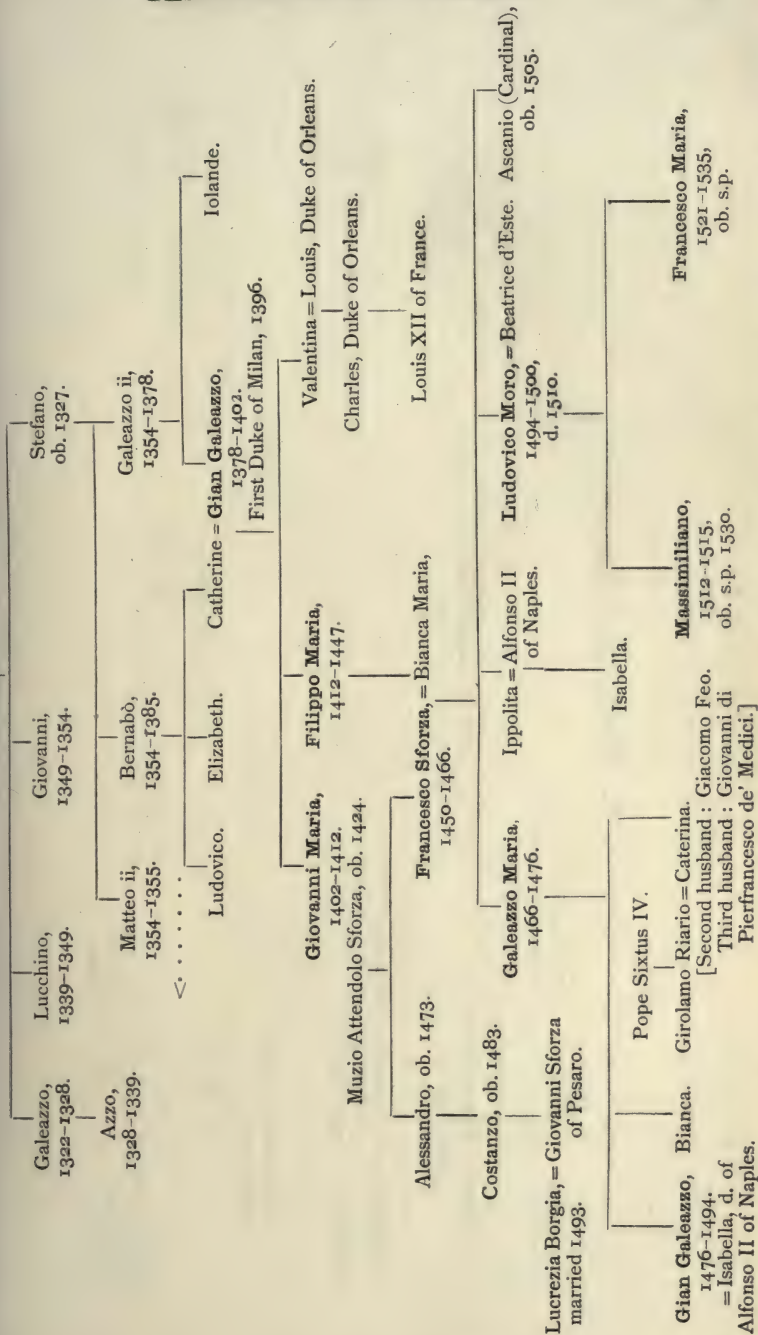 Galeazzo,
1322–1328.
Lucchino,
1339–1349.
Giovanni,
1349–1354.
Stefano,
ob. 1327.
Azzo,
1328–1339.
Matteo ii,
1354–1355.
Bernabò,
1354–1385.
Galeazzo ii,
1354–1378.
Ludovico.
Elizabeth.
Catherine = Gian Galeazzo,
1378–1402.
First Duke of Milan, 1396.
Iolande.
Giovanni Maria,
1402–1412.
Filippo Maria,
1412–1447.
Valentina = Louis, Duke of Orleans.
Muzio Attendolo Sforza, ob. 1424.
Charles, Duke of Orleans.
Alessandro, ob. 1473.
Francesco Sforza, = Bianca Maria,
1450–1466.
Louis XII of France.
Costanzo, ob. 1483.
Galeazzo Maria,
1466–1476.
Ippolita = Alfonso II
of Naples.
Ludovico Moro, = Beatrice d'Este.
1494–1500,
d. 1510.
Ascanio (Cardinal),
ob. 1505.
Lucrezia Borgia, = Giovanni Sforza
married 1493. of Pesaro.
Isabella.
Pope Sixtus IV.
Gian Galeazzo,
1476–1494.
= Isabella, d. of
Alfonso II of Naples.
Bianca.
Girolamo Riario = Caterina.
[Second husband : Giacomo Feo.
Third husband : Giovanni di
Pierfrancesco de' Medici.]
Massimiliano,
1512–1515,
ob. s.p. 1530.
Francesco Maria,
1521–1535,
ob. s.p.